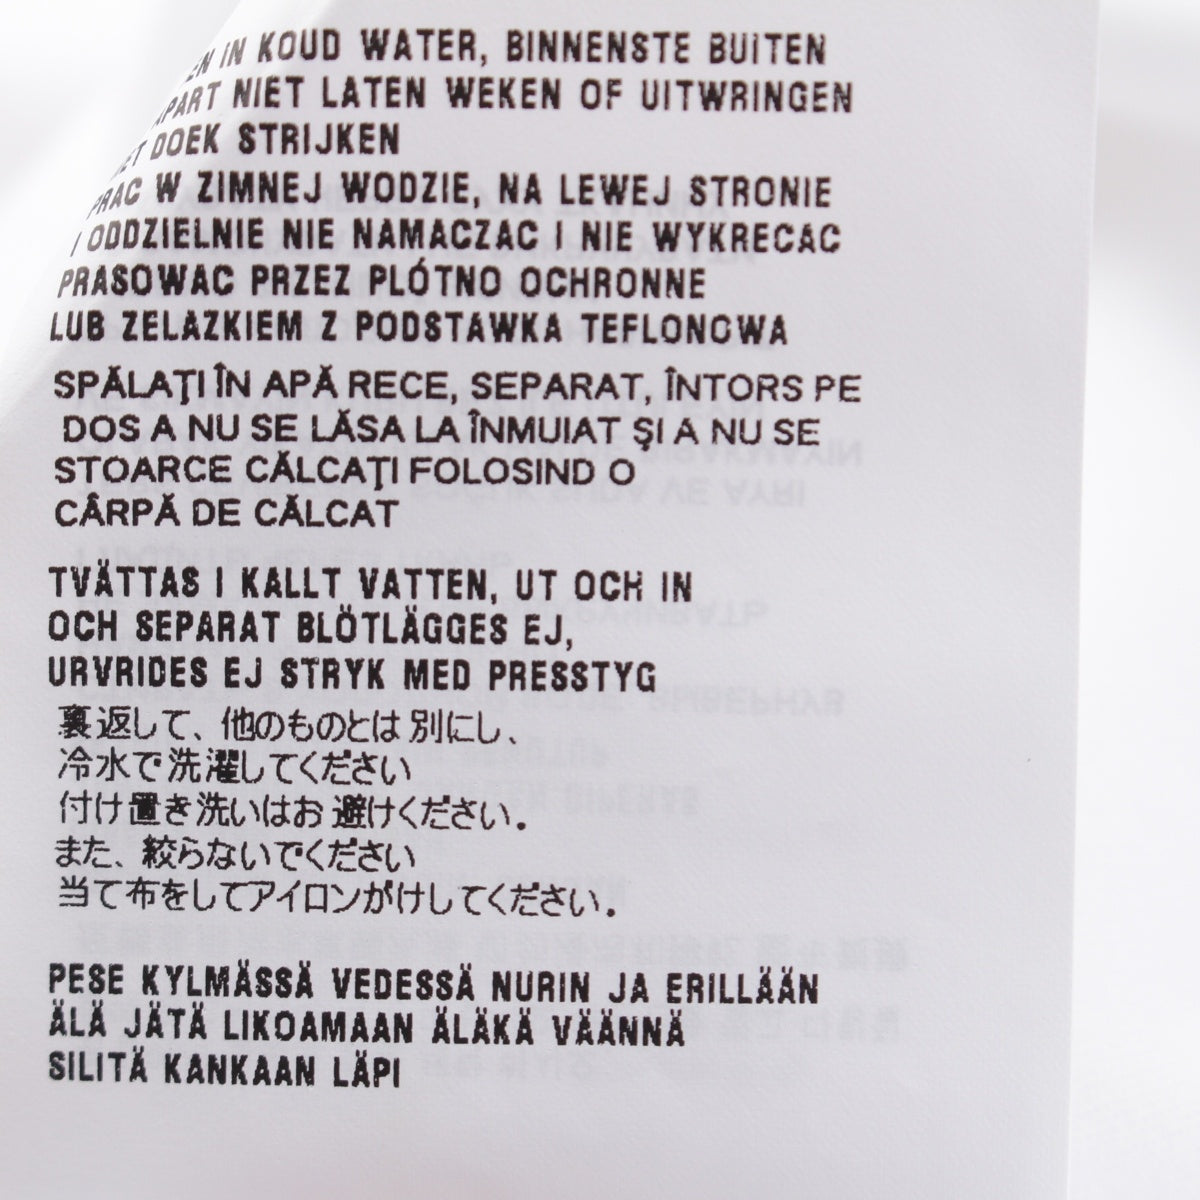 IN KOUD WATER, BINNENSTE BUITEN
APART NIET LATEN WEKEN OF UITWRINGEN
MET DOEK STRIJKEN
PRAC W ZIMNEJ WODZIE, NA LEWEJ STRONIE
I ODDZIELNIE NIE NAMACZAC I NIE WYKRECAC
PRASOWAC PRZEZ PLÓTNO OCHRONNE
LUB ZELAZKIEM Z PODSTAWKA TEFLONOWA
SPĂLAŢI ÎN APĂ RECE, SEPARAT, ÎNTORS PE
DOS A NU SE LĂSA LA ÎNMUIAT ŞI A NU SE
STOARCE CĂLCAŢI FOLOSIND O
CÂRPĂ DE CĂLCAT
TVÄTTAS I KALLT VATTEN, UT OCH IN
OCH SEPARAT BLÖTLÄGGES EJ,
URVRIDES EJ STRYK MED PRESSTYG
裏返して、他のものとは別にし、
冷水で洗濯してください
付け置き洗いはお避けください。
また、絞らないでください
当て布をしてアイロンがけしてください。
PESE KYLMÄSSÄ VEDESSÄ NURIN JA ERILLÄÄN
ÄLÄ JÄTÄ LIKOAMAAN ÄLÄKÄ VÄÄNNÄ
SILITÄ KANKAAN LÄPI